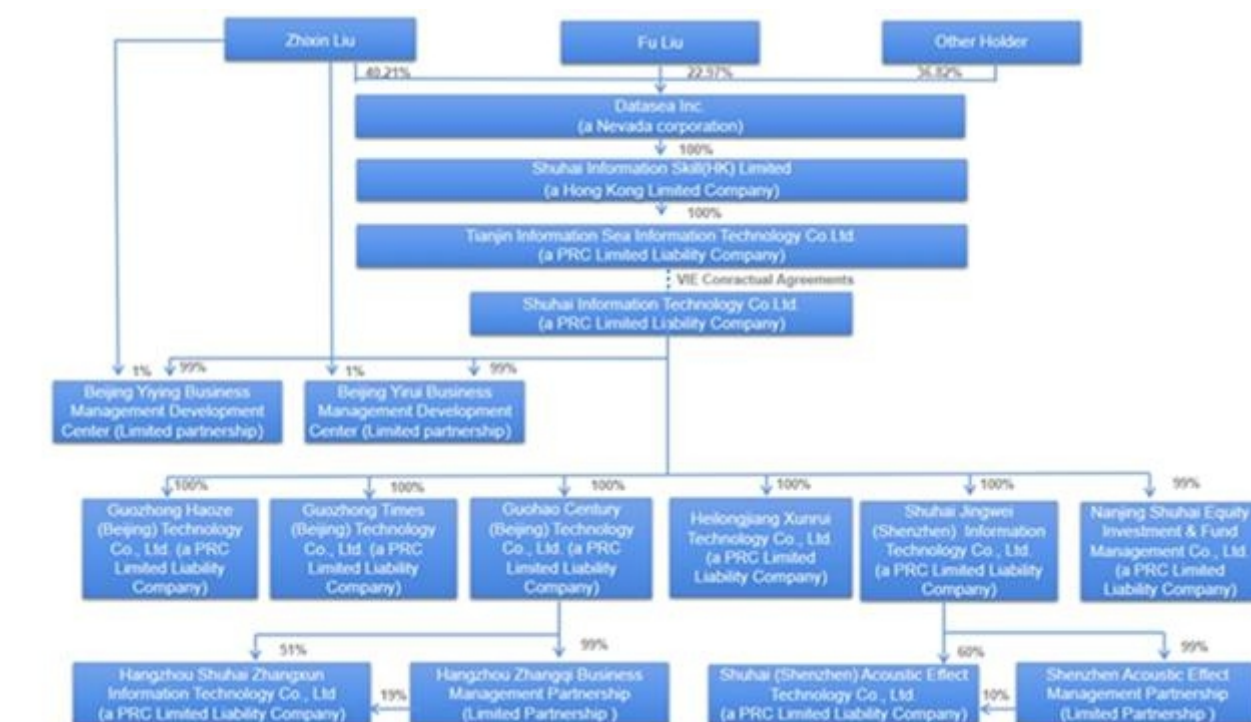 Zhixin Liu
Fu Liu
Other Holder
40.21%
22.97%
36.82%
Datasea Inc.
(a Nevada corporation)
100%
Shuhai Information Skill(HK) Limited
(a Hong Kong Limited Company)
100%
Tianjin Information Sea Information Technology Co.Ltd.
(a PRC Limited Liability Company)
VIE Conractual Agreements
Shuhai Information Technology Co.Ltd.
(a PRC Limited Liability Company)
1%
99%
1%
99%
Beijing Yiying Business
Management Development
Center (Limited partnership)
Beijing Yirui Business
Management Development
Center (Limited partnership)
100%
100%
100%
100%
100%
99%
Guozhong Haoze
(Beijing) Technology
Co., Ltd. (a PRC
Limited Liability
Company)
Guozhong Times
(Beijing) Technology
Co., Ltd. (a PRC
Limited Liability
Company)
Guohao Century
(Beijing) Technology
Co., Ltd. (a PRC
Limited Liability
Company)
Heilongjiang Xunrui
Technology Co., Ltd.
(a PRC Limited
Liability Company)
Shuhai Jingwei
(Shenzhen) Information
Technology Co., Ltd.
(a PRC Limited Liability
Company)
Nanjing Shuhai Equity
Investment & Fund
Management Co., Ltd.
(a PRC Limited
Liability Company)
51%
99%
60%
99%
Hangzhou Shuhai Zhangxun
Information Technology Co., Ltd
(a PRC Limited Liability Company)
19%
Hangzhou Zhangqi Business
Management Partnership
(Limited Partnership )
Shuhai (Shenzhen) Acoustic Effect
Technology Co., Ltd.
(a PRC Limited Liability Company)
10%
Shenzhen Acoustic Effect
Management Partnership
(Limited Partnership )